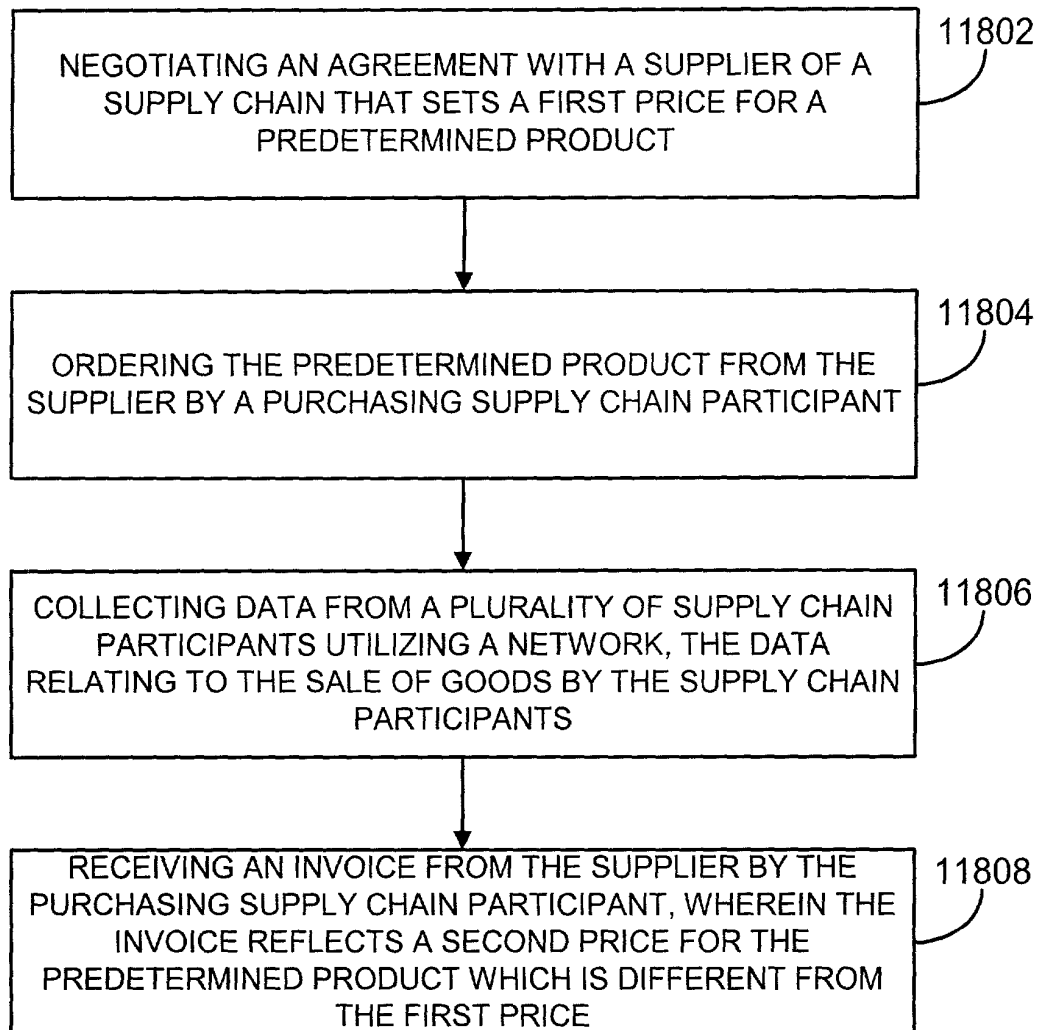 11802
NEGOTIATING AN AGREEMENT WITH A SUPPLIER OF A
SUPPLY CHAIN THAT SETS A FIRST PRICE FOR A
PREDETERMINED PRODUCT
11804
ORDERING THE PREDETERMINED PRODUCT FROM THE
SUPPLIER BY A PURCHASING SUPPLY CHAIN PARTICIPANT
11806
COLLECTING DATA FROM A PLURALITY OF SUPPLY CHAIN
PARTICIPANTS UTILIZING A NETWORK, THE DATA
RELATING TO THE SALE OF GOODS BY THE SUPPLY CHAIN
PARTICIPANTS
11808
RECEIVING AN INVOICE FROM THE SUPPLIER BY THE
PURCHASING SUPPLY CHAIN PARTICIPANT, WHEREIN THE
INVOICE REFLECTS A SECOND PRICE FOR THE
PREDETERMINED PRODUCT WHICH IS DIFFERENT FROM
THE FIRST PRICE